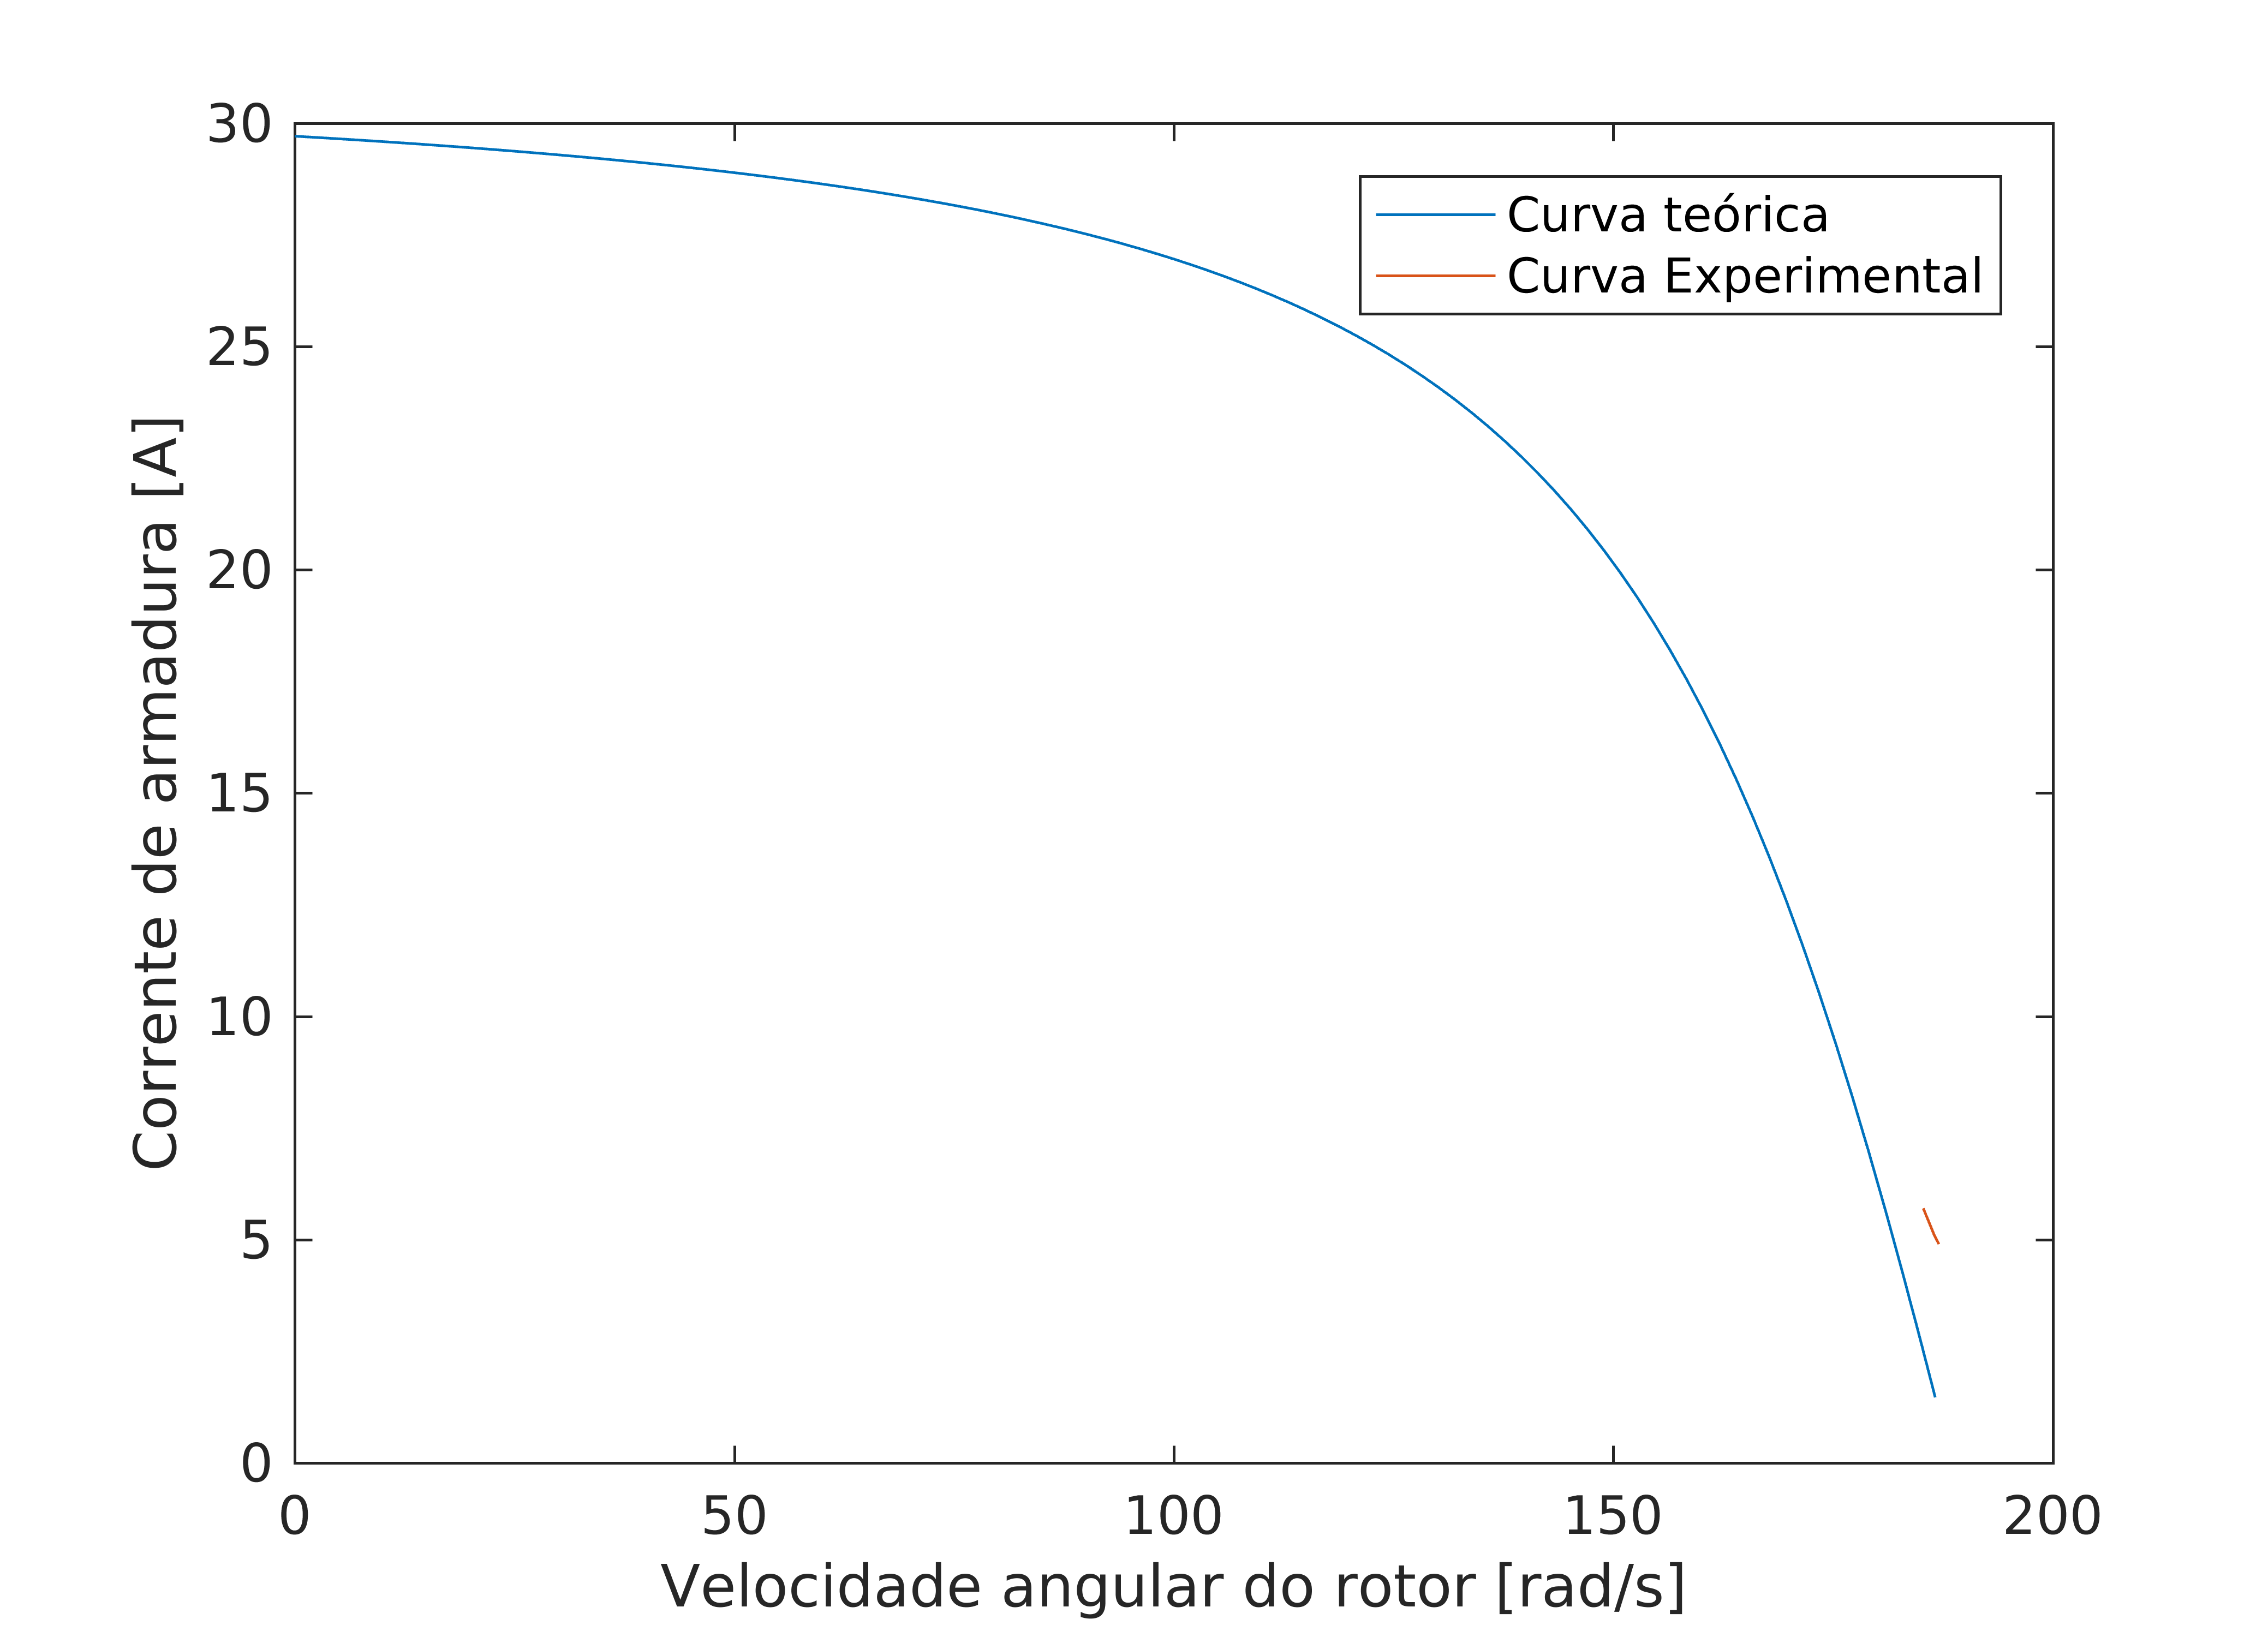 30
25
20
15
10
5
0
0 50 100 150 200
Corrente de armadura [A]
Velocidade angular do rotor [rad/s]
Curva teórica
Curva Experimental